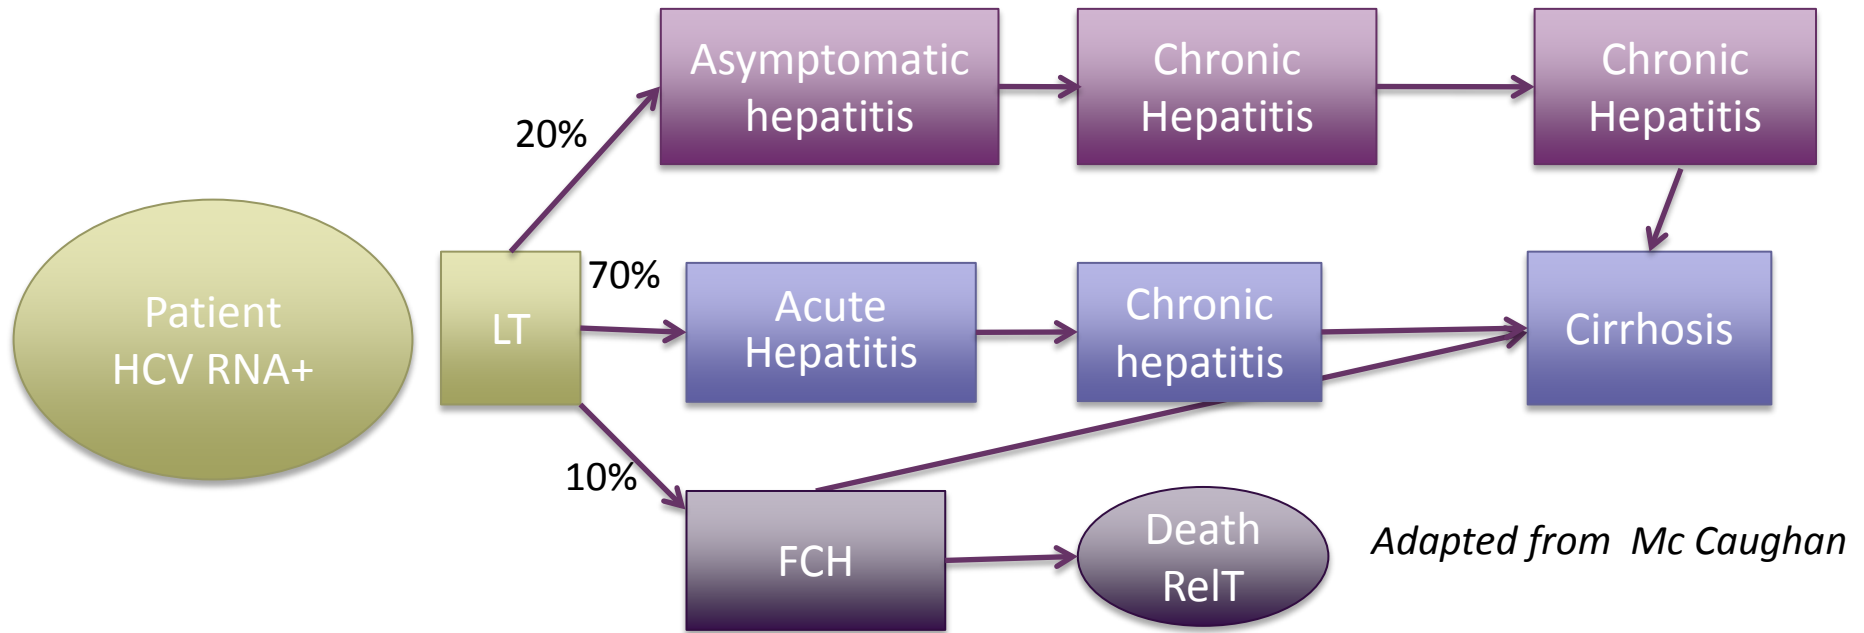 Patient
HCV RNA+
LT
20%
Asymptomatic
hepatitis
Chronic
Hepatitis
Chronic
Hepatitis
70%
Acute
Hepatitis
Chronic
hepatitis
Cirrhosis
10%
FCH
Death
RelT
Adapted from Mc Caughan